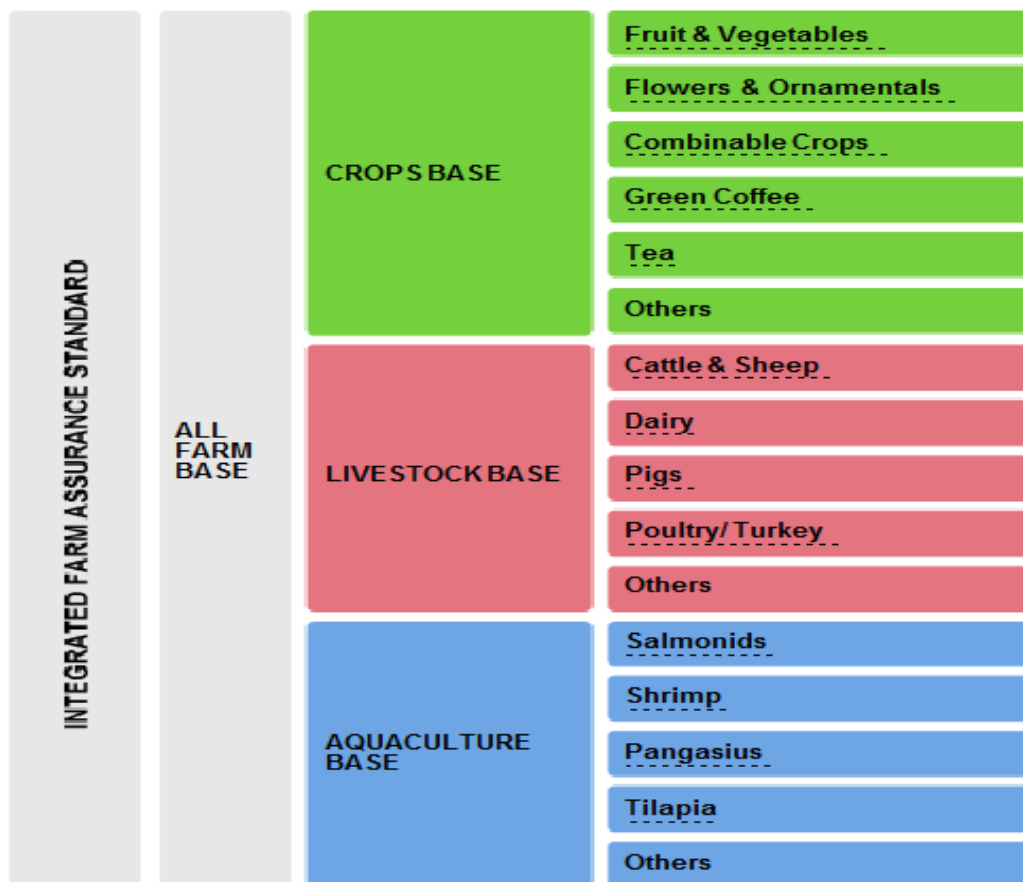 INTEGRATED FARM ASSURANCE STANDARD
ALL
FARM
BASE
CROPS BASE
Fruit & Vegetables
Flowers & Ornamentals
Combinable Crops
Green Coffee
Tea
Others
LIVESTOCK BASE
Cattle & Sheep
Dairy
Pigs
Poultry/ Turkey
Others
AQUACULTURE
BASE
Salmonids
Shrimp
Pangasius
Tilapia
Others